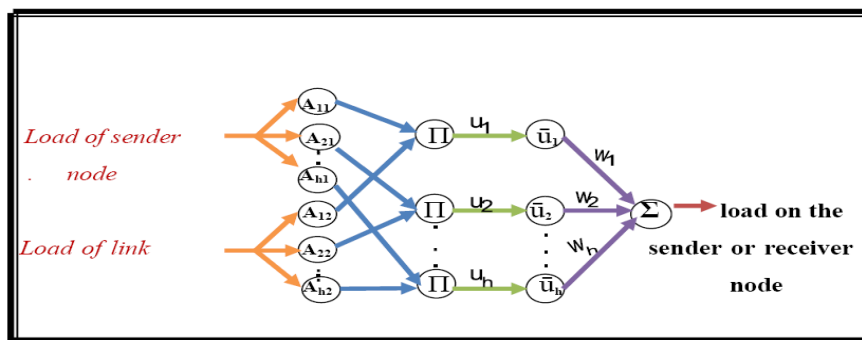 Load of sender
. node
Load of link
A11
A21
Ah1
A12
A22
Ah2
Π
Π
Π
u1
u2
uh
ū1
ū2
ūh
w1
w2
wh
Σ
load on the
sender or receiver
node